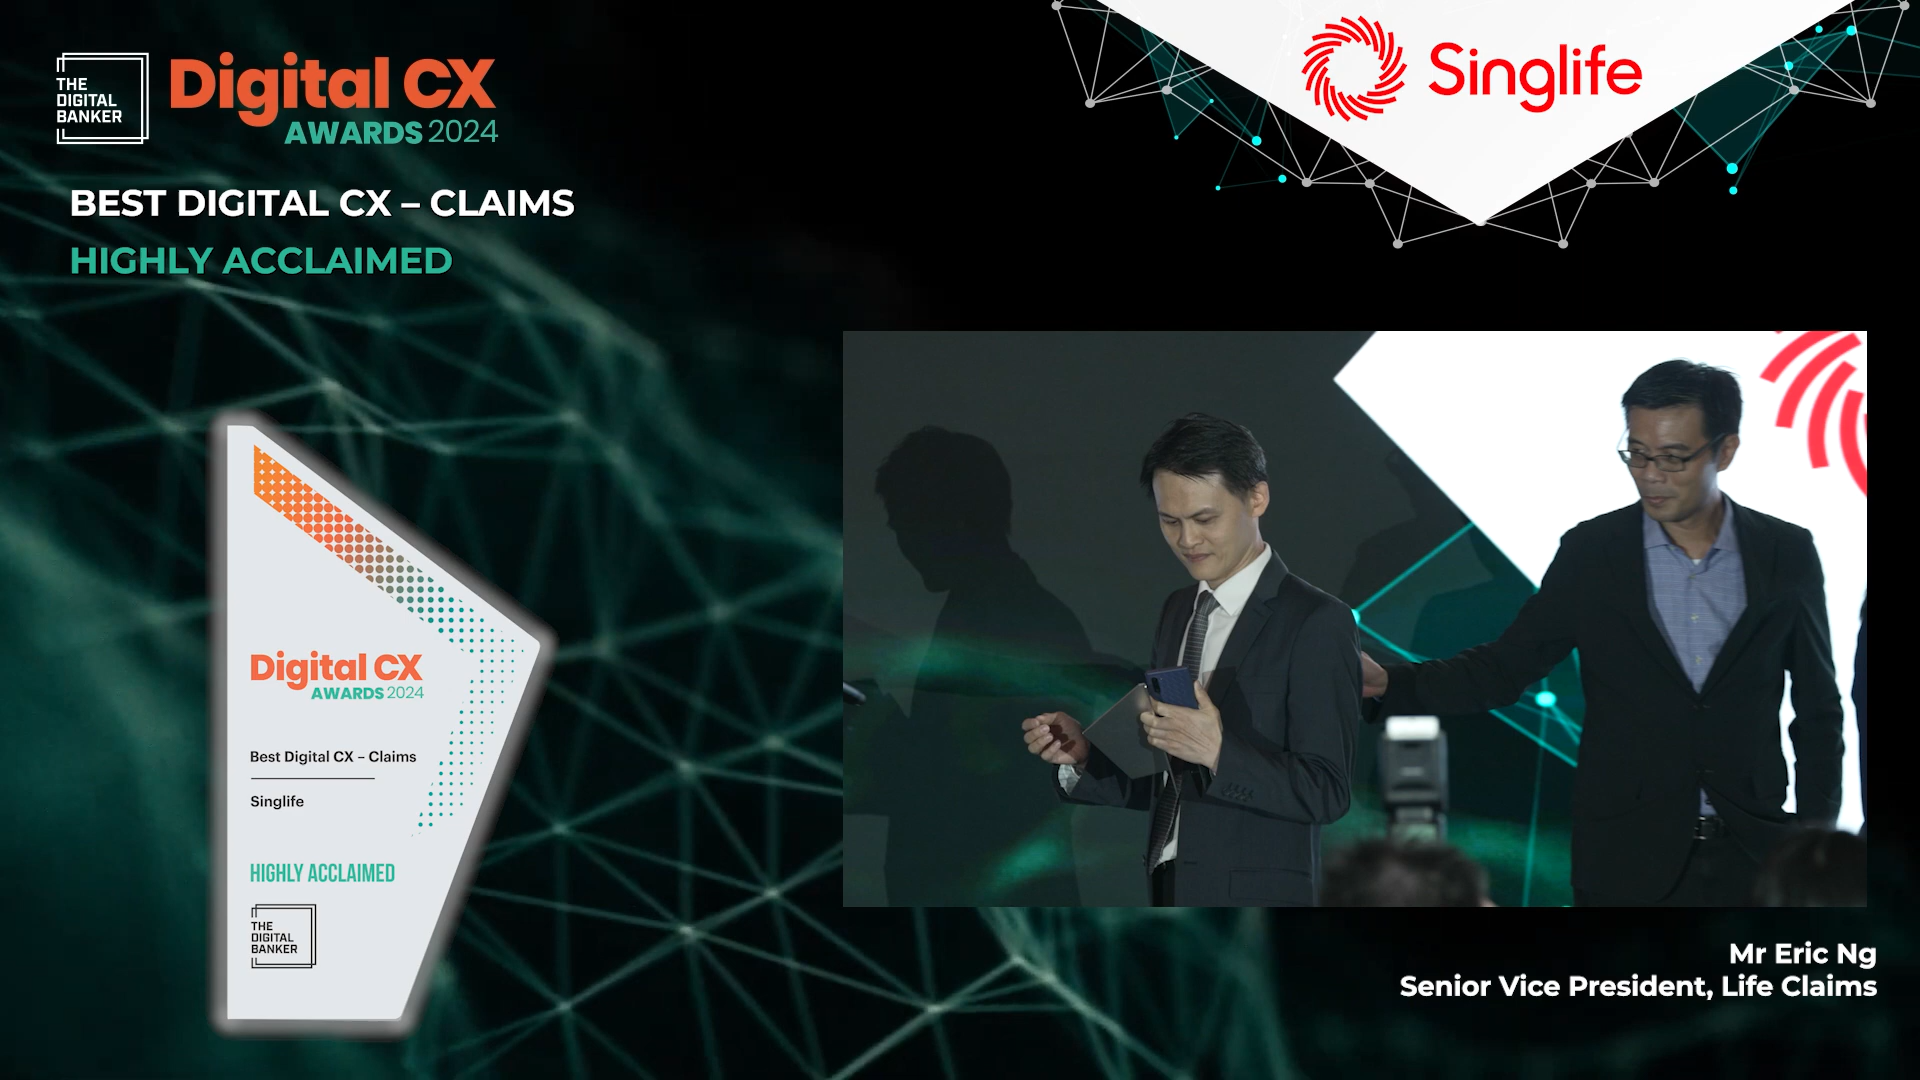 THE
DIGITAL
BANKER
Digital CX
AWARDS 2024
BEST DIGITAL CX – CLAIMS
HIGHLY ACCLAIMED
Singlife
Digital CX
AWARDS 2024
Best Digital CX – Claims
Singlife
HIGHLY ACCLAIMED
THE
DIGITAL
BANKER
Mr Eric Ng
Senior Vice President, Life Claims